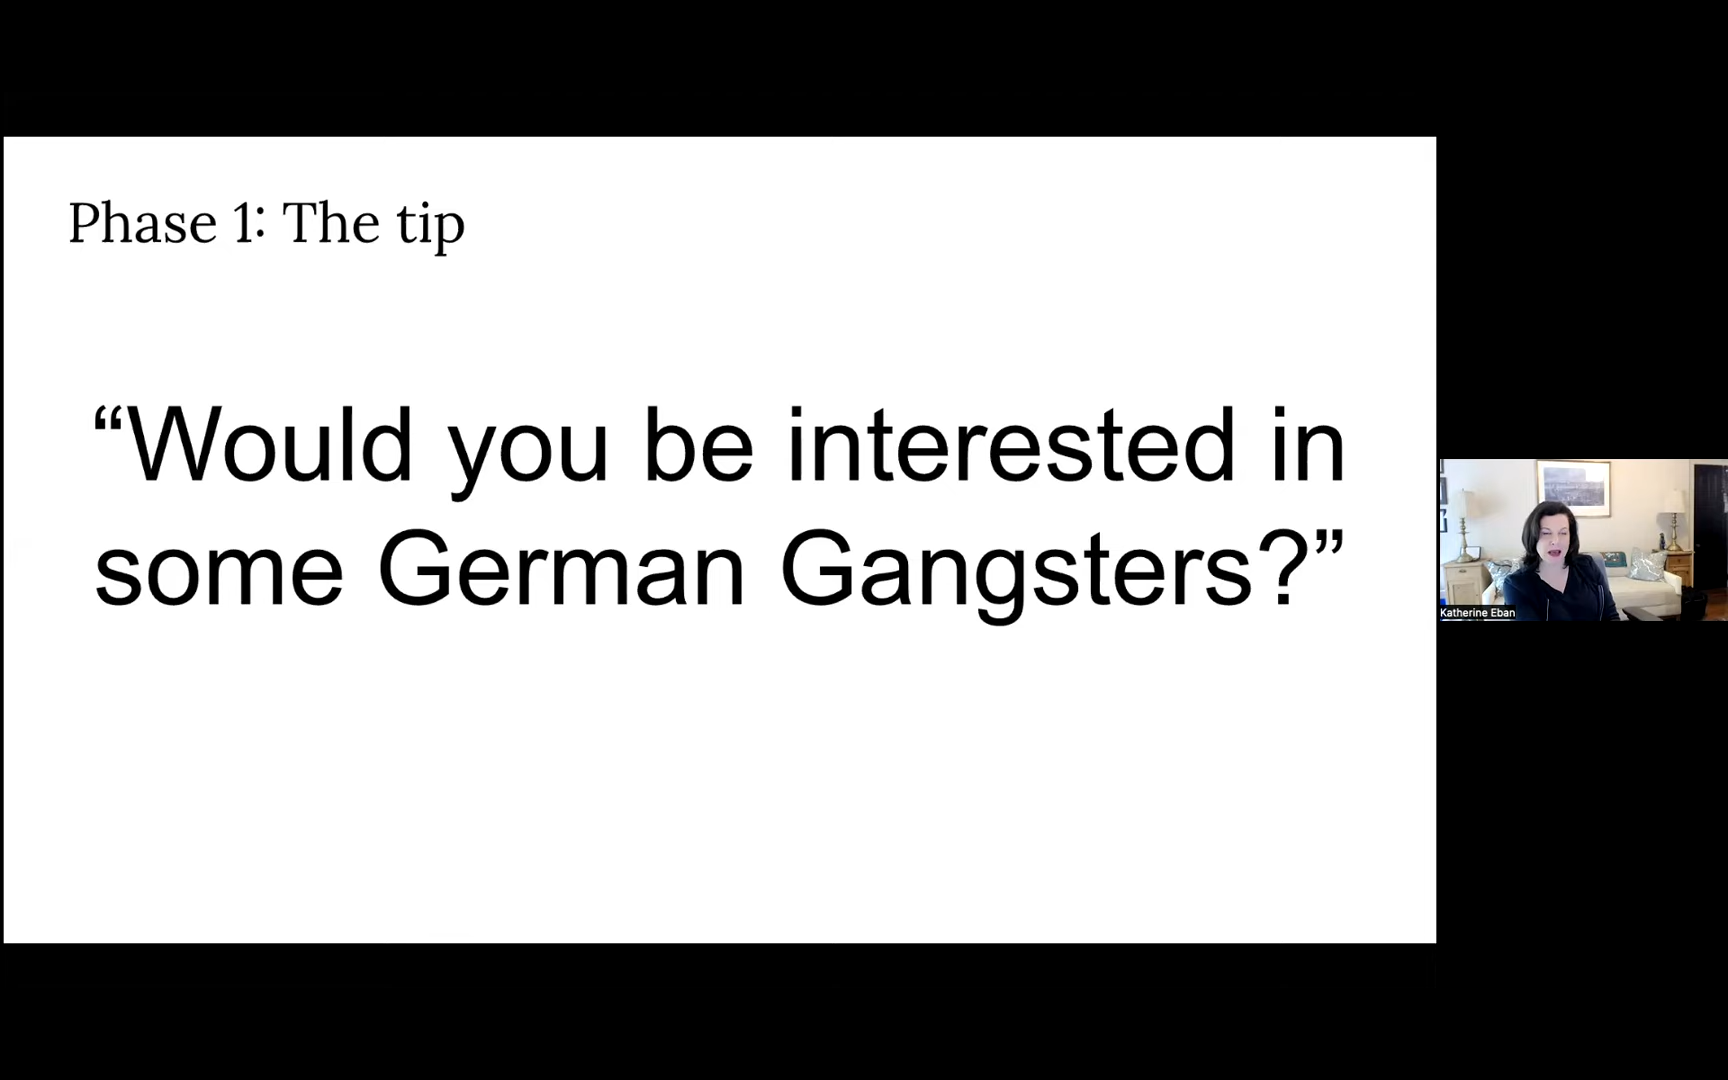 Phase 1: The tip
“Would you be interested in
some German Gangsters?”
Katherine Eban